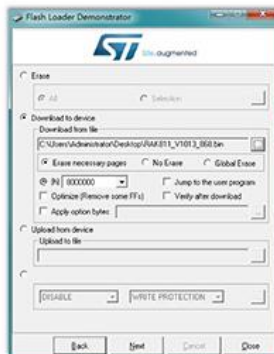 Flash Loader Demonstrator
ST
life.augmented
Erase
All
Selection
...
Download to device
Download from file
C:\Users\Administrator\Desktop\RAK811_V1013_868.bin
Erase necessary pages
No Erase
Global Erase
@ (h) 8000000
Jump to the user program
Optimize (Remove some FFs)
Verify after download
Apply option bytes
...
Upload from device
Upload to file
...
DISABLE
WRITE PROTECTION
...
Back
Next
Cancel
Close